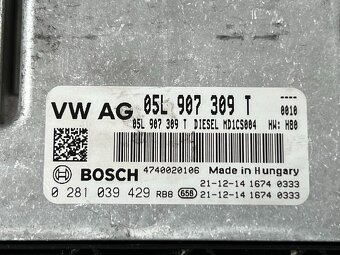 VW AG 05L 907 309 T ----
0010
05L 907 309 T DIESEL MD1CS004 HW: H80
BOSCH 4740020106 Made in Hungary
21-12-14 1674 0333
0 281 039 429 RB8 658 21-12-14 1674 0333